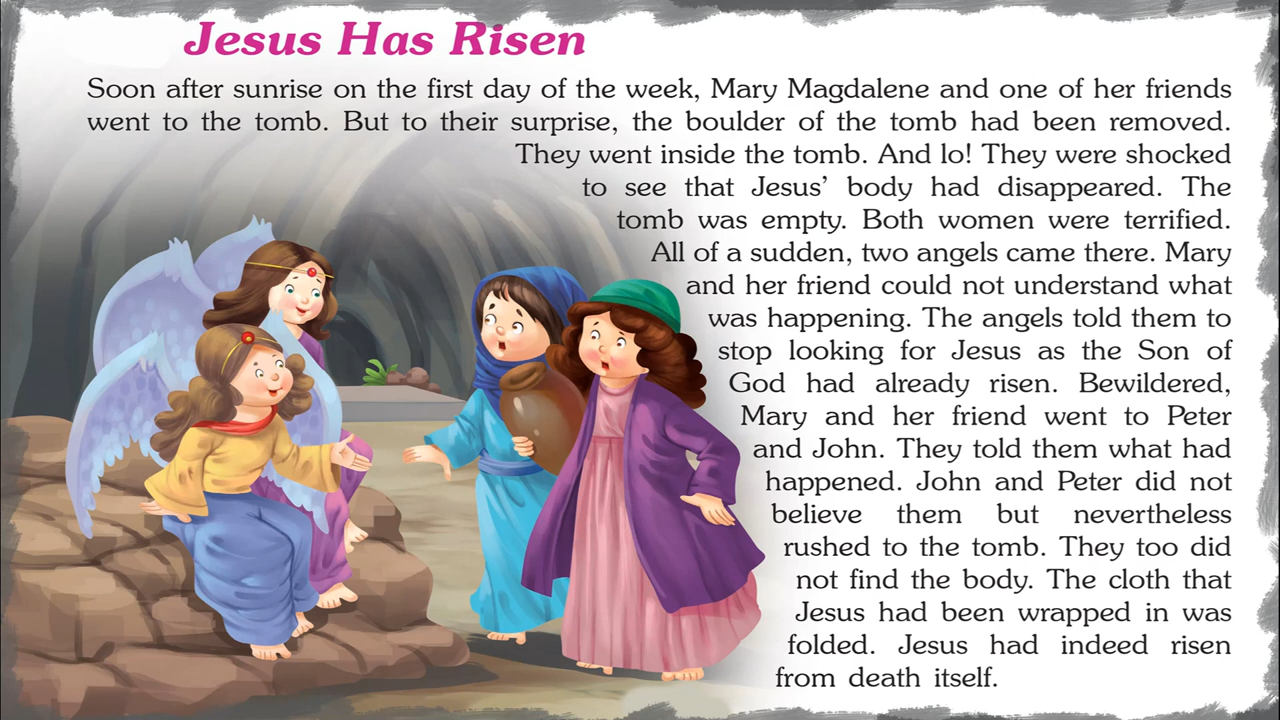 Jesus Has Risen
Soon after sunrise on the first day of the week, Mary Magdalene and one of her friends
went to the tomb. But to their surprise, the boulder of the tomb had been removed.
They went inside the tomb. And lo! They were shocked
to see that Jesus’ body had disappeared. The
tomb was empty. Both women were terrified.
All of a sudden, two angels came there. Mary
and her friend could not understand what
was happening. The angels told them to
stop looking for Jesus as the Son of
God had already risen. Bewildered,
Mary and her friend went to Peter
and John. They told them what had
happened. John and Peter did not
believe them but nevertheless
rushed to the tomb. They too did
not find the body. The cloth that
Jesus had been wrapped in was
folded. Jesus had indeed risen
from death itself.